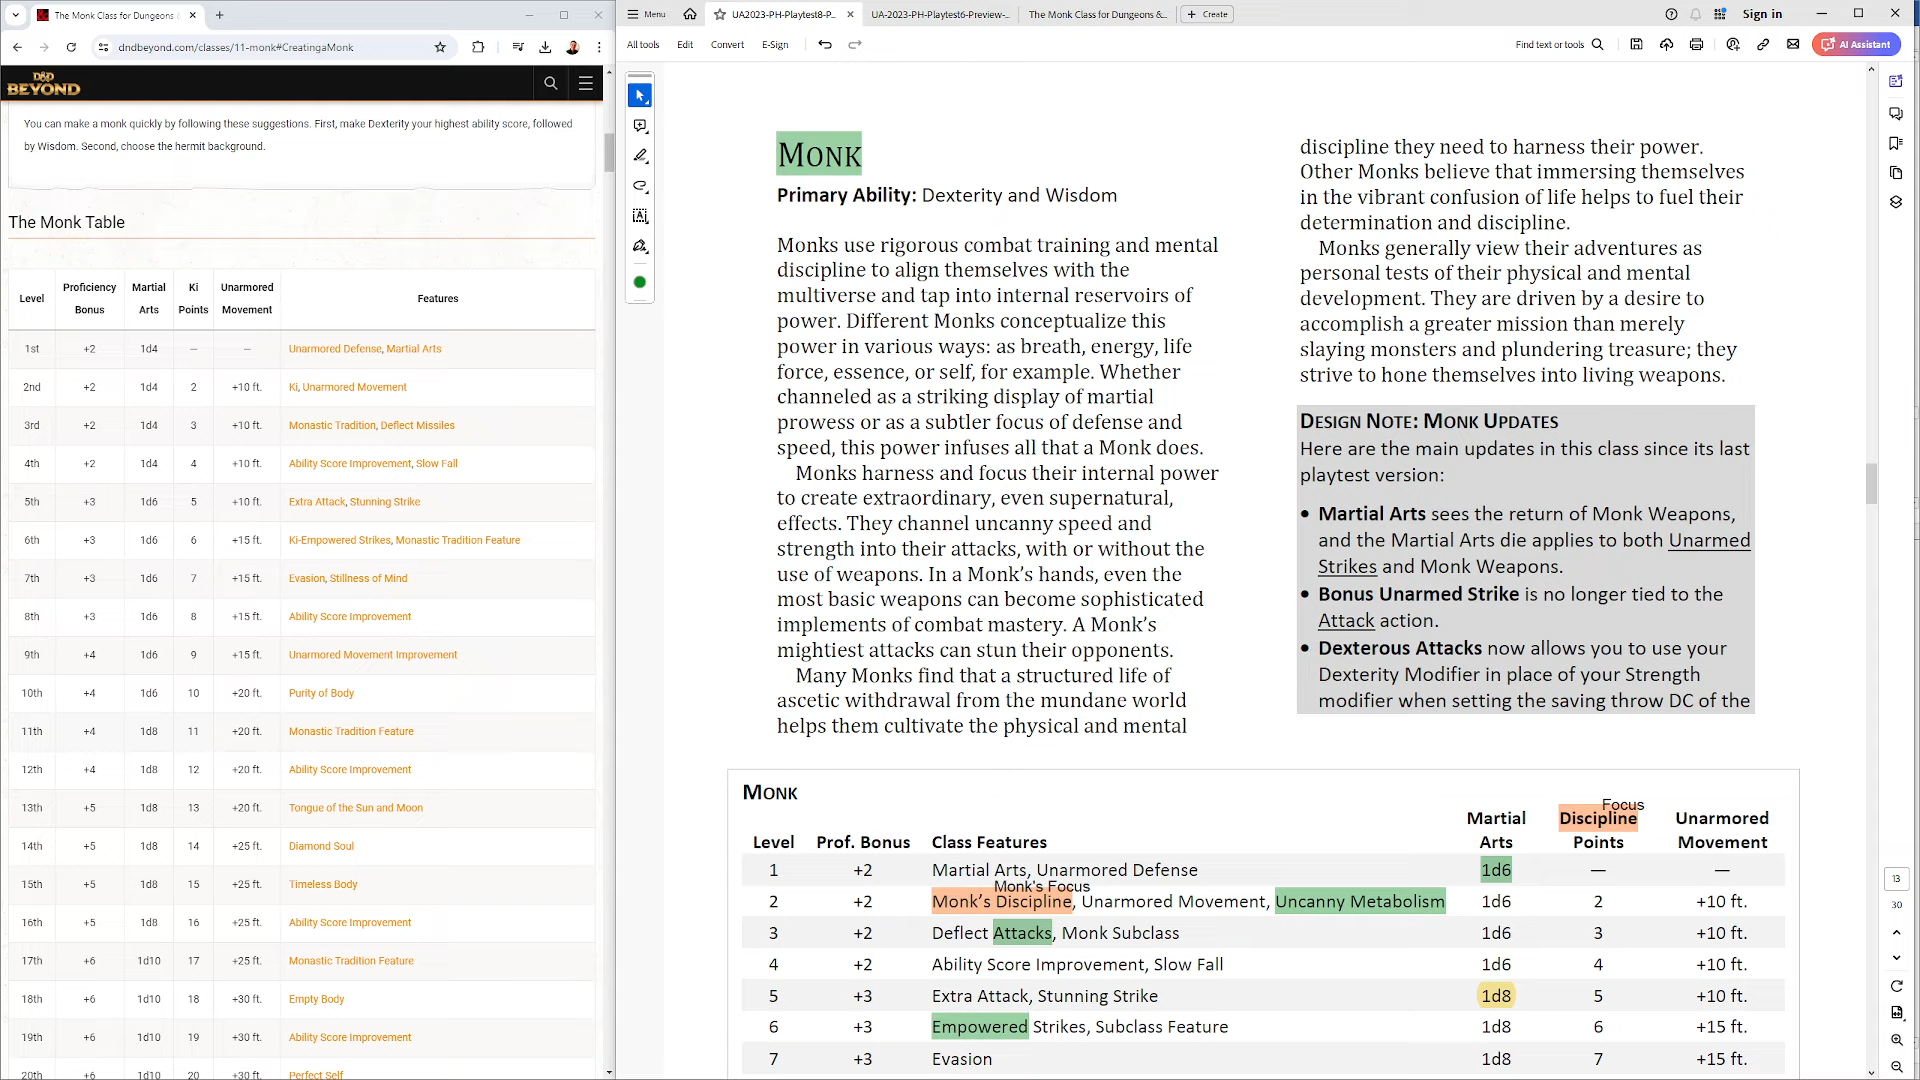 The Monk Class for Dungeons &
dndbeyond.com/classes/11-monk#CreatingaMonk
D&D
BEYOND
You can make a monk quickly by following these suggestions. First, make Dexterity your highest ability score, followed
by Wisdom. Second, choose the hermit background.
The Monk Table
Level Proficiency Bonus Martial Arts Ki Points Unarmored Movement Features
1st +2 1d4 — — Unarmored Defense, Martial Arts
2nd +2 1d4 2 +10 ft. Ki, Unarmored Movement
3rd +2 1d4 3 +10 ft. Monastic Tradition, Deflect Missiles
4th +2 1d4 4 +10 ft. Ability Score Improvement, Slow Fall
5th +3 1d6 5 +10 ft. Extra Attack, Stunning Strike
6th +3 1d6 6 +15 ft. Ki-Empowered Strikes, Monastic Tradition Feature
7th +3 1d6 7 +15 ft. Evasion, Stillness of Mind
8th +3 1d6 8 +15 ft. Ability Score Improvement
9th +4 1d6 9 +15 ft. Unarmored Movement Improvement
10th +4 1d6 10 +20 ft. Purity of Body
11th +4 1d8 11 +20 ft. Monastic Tradition Feature
12th +4 1d8 12 +20 ft. Ability Score Improvement
13th +5 1d8 13 +20 ft. Tongue of the Sun and Moon
14th +5 1d8 14 +25 ft. Diamond Soul
15th +5 1d8 15 +25 ft. Timeless Body
16th +5 1d8 16 +25 ft. Ability Score Improvement
17th +6 1d10 17 +25 ft. Monastic Tradition Feature
18th +6 1d10 18 +30 ft. Empty Body
19th +6 1d10 19 +30 ft. Ability Score Improvement
20th +6 1d10 20 +30 ft. Perfect Self
Menu UA2023-PH-Playtest8-P... UA2023-PH-Playtest6-Preview-... The Monk Class for Dungeons &... Create Sign in
All tools Edit Convert E-Sign Find text or tools AI Assistant
MONK
Primary Ability: Dexterity and Wisdom
Monks use rigorous combat training and mental
discipline to align themselves with the
multiverse and tap into internal reservoirs of
power. Different Monks conceptualize this
power in various ways: as breath, energy, life
force, essence, or self, for example. Whether
channeled as a striking display of martial
prowess or as a subtler focus of defense and
speed, this power infuses all that a Monk does.
Monks harness and focus their internal power
to create extraordinary, even supernatural,
effects. They channel uncanny speed and
strength into their attacks, with or without the
use of weapons. In a Monk’s hands, even the
most basic weapons can become sophisticated
implements of combat mastery. A Monk’s
mightiest attacks can stun their opponents.
Many Monks find that a structured life of
ascetic withdrawal from the mundane world
helps them cultivate the physical and mental
discipline they need to harness their power.
Other Monks believe that immersing themselves
in the vibrant confusion of life helps to fuel their
determination and discipline.
Monks generally view their adventures as
personal tests of their physical and mental
development. They are driven by a desire to
accomplish a greater mission than merely
slaying monsters and plundering treasure; they
strive to hone themselves into living weapons.
DESIGN NOTE: MONK UPDATES
Here are the main updates in this class since its last
playtest version:
• Martial Arts sees the return of Monk Weapons,
and the Martial Arts die applies to both Unarmed
Strikes and Monk Weapons.
• Bonus Unarmed Strike is no longer tied to the
Attack action.
• Dexterous Attacks now allows you to use your
Dexterity Modifier in place of your Strength
modifier when setting the saving throw DC of the
MONK
Focus
Level Prof. Bonus Class Features Martial Arts Discipline Points Unarmored Movement
1 +2 Martial Arts, Unarmored Defense 1d6 — —
Monk's Focus
2 +2 Monk’s Discipline, Unarmored Movement, Uncanny Metabolism 1d6 2 +10 ft.
3 +2 Deflect Attacks, Monk Subclass 1d6 3 +10 ft.
4 +2 Ability Score Improvement, Slow Fall 1d6 4 +10 ft.
5 +3 Extra Attack, Stunning Strike 1d8 5 +10 ft.
6 +3 Empowered Strikes, Subclass Feature 1d8 6 +15 ft.
7 +3 Evasion 1d8 7 +15 ft.
13
30